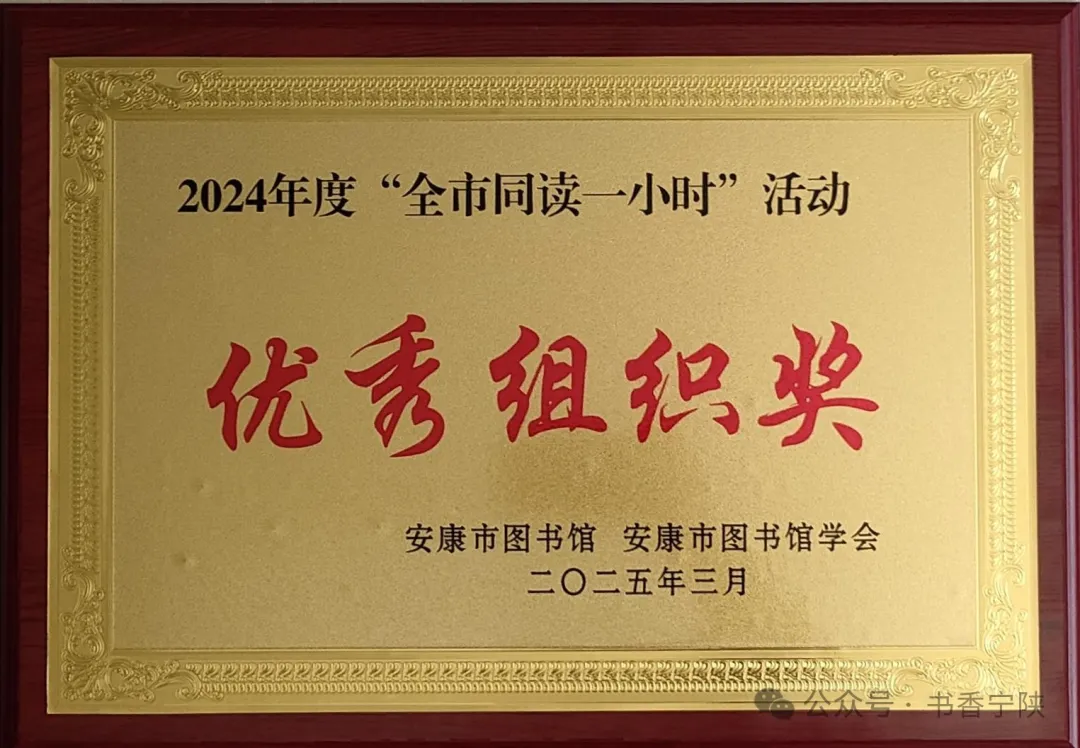 2024年度“全市同读一小时”活动
优秀组织奖
安康市图书馆 安康市图书馆学会
二〇二五年三月
公众号·书香宁陕